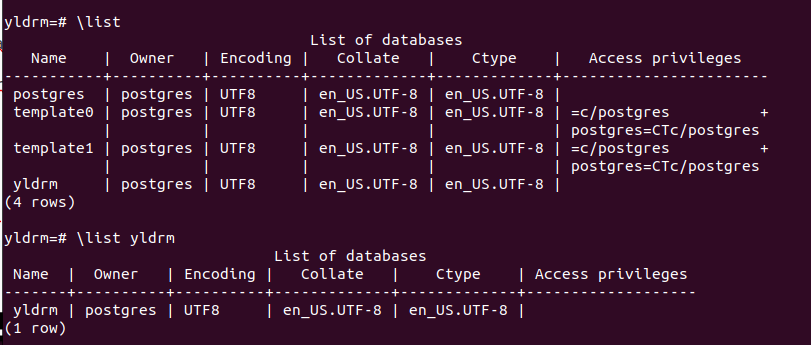 yldrm=# \list
                                  List of databases
   Name    |  Owner   | Encoding |   Collate   |    Ctype    |   Access privileges
-----------+----------+----------+-------------+-------------+-----------------------
 postgres  | postgres | UTF8     | en_US.UTF-8 | en_US.UTF-8 |
 template0 | postgres | UTF8     | en_US.UTF-8 | en_US.UTF-8 | =c/postgres          +
           |          |          |             |             | postgres=CTc/postgres
 template1 | postgres | UTF8     | en_US.UTF-8 | en_US.UTF-8 | =c/postgres          +
           |          |          |             |             | postgres=CTc/postgres
 yldrm     | postgres | UTF8     | en_US.UTF-8 | en_US.UTF-8 |
(4 rows)
yldrm=# \list yldrm
                              List of databases
 Name  |  Owner   | Encoding |   Collate   |    Ctype    | Access privileges
-------+----------+----------+-------------+-------------+-------------------
 yldrm | postgres | UTF8     | en_US.UTF-8 | en_US.UTF-8 |
(1 row)